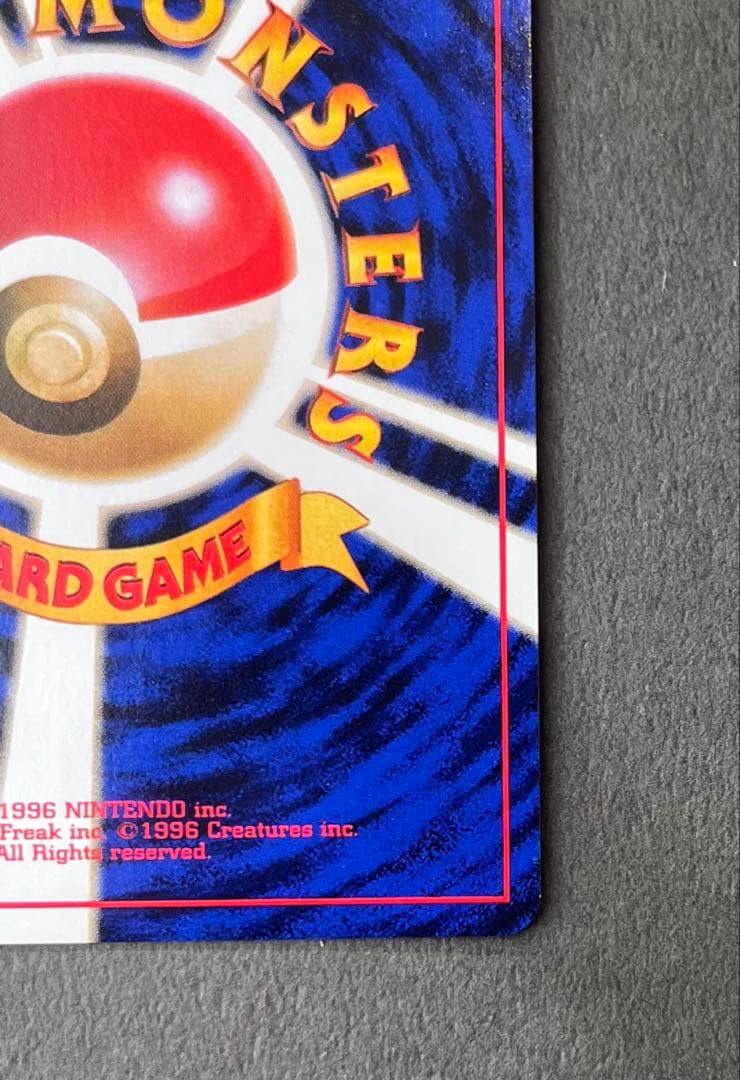 MONSTERS
ARD GAME
1996 NINTENDO inc.
Freak inc. ©1996 Creatures inc.
All Rights reserved.